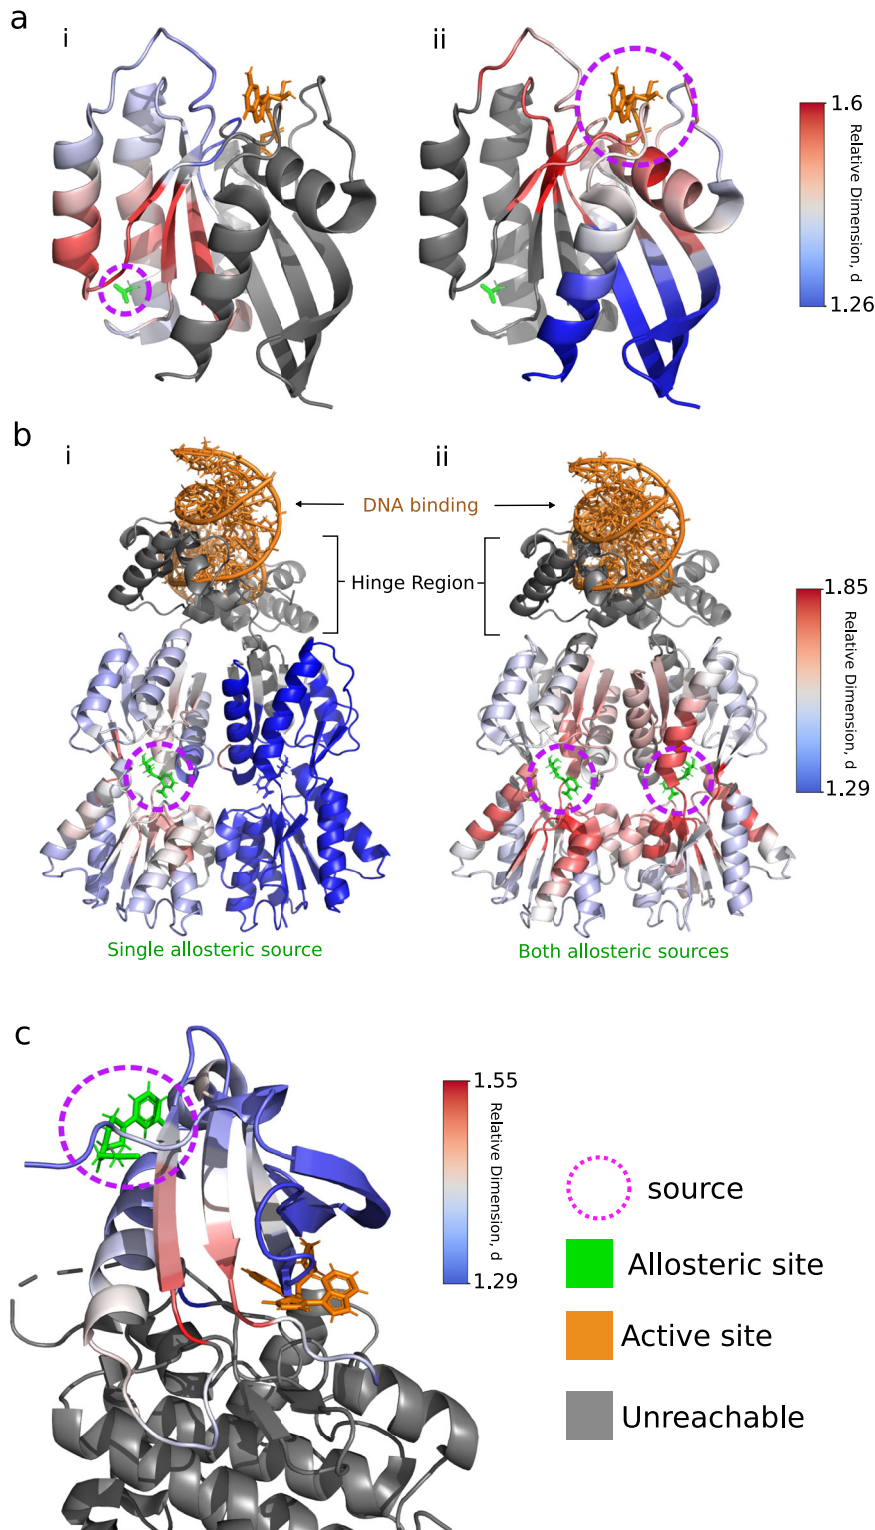 a
i
ii
1.6
Relative Dimension, d
1.26
b
i
ii
DNA binding
Hinge Region
1.85
Relative Dimension, d
1.29
Single allosteric source
Both allosteric sources
c
1.55
Relative Dimension, d
1.29
source
Allosteric site
Active site
Unreachable